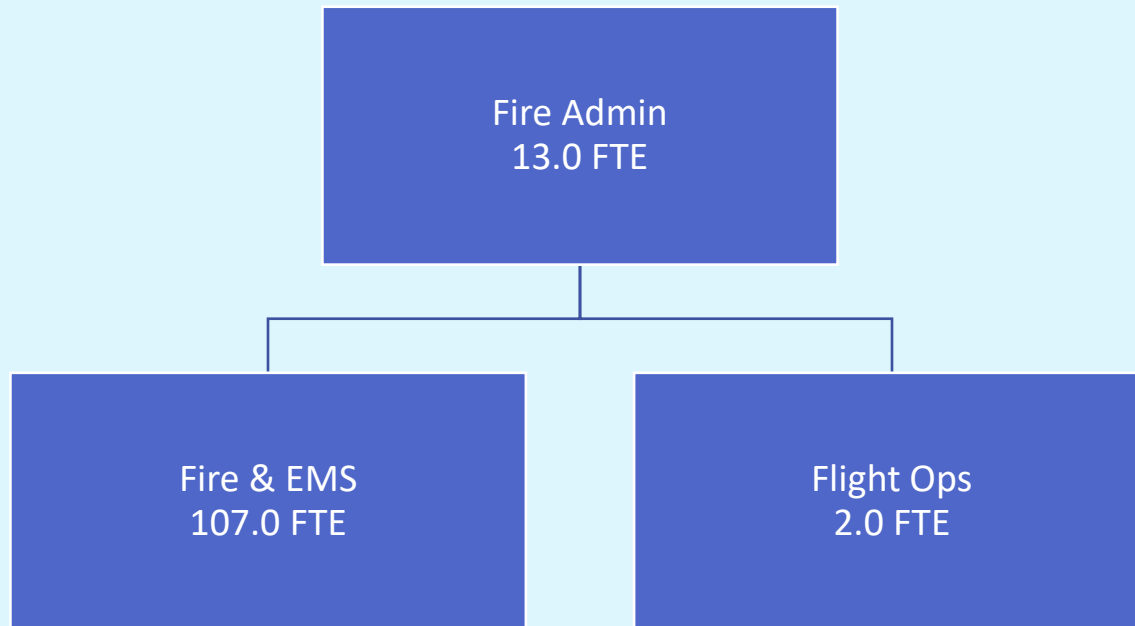 Fire Admin
13.0 FTE
Fire & EMS
107.0 FTE
Flight Ops
2.0 FTE